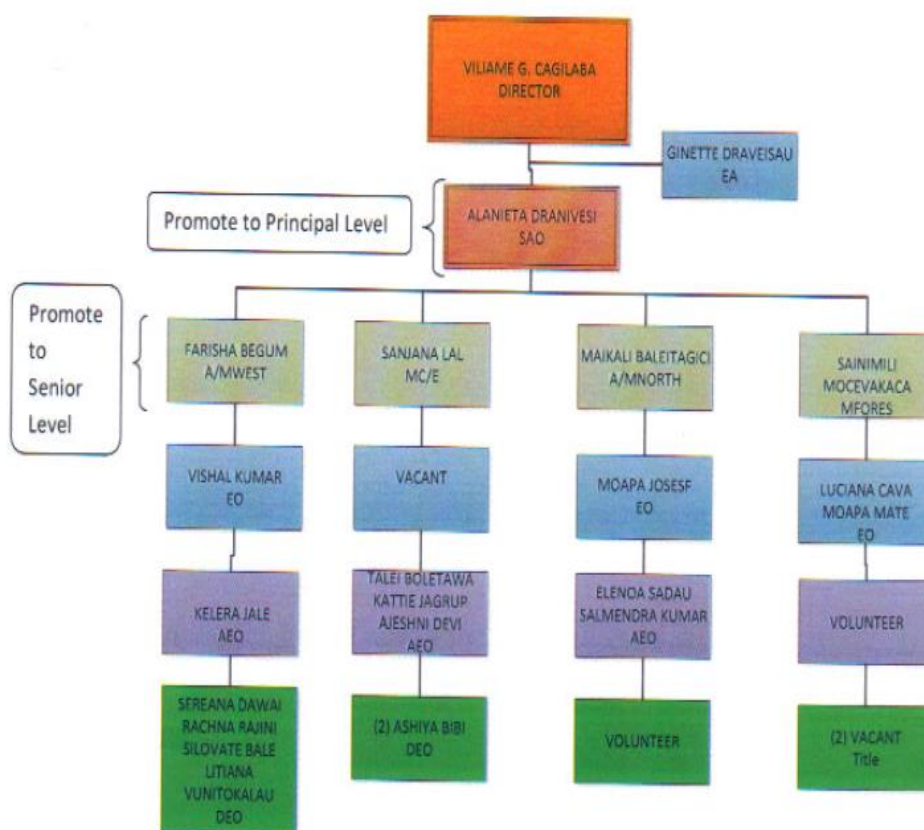 VILIAME G. CAGILABA
DIRECTOR
GINETTE DRAVEISAU
EA
Promote to Principal Level
ALANIETA DRANIVESI
SAO
Promote
to
Senior
Level
FARISHA BEGUM
A/MWEST
SANJANA LAL
MC/E
MAIKALI BALEITAGICI
A/MNORTH
SAINIMILI
MOCEVAKACA
MFORES
VISHAL KUMAR
EO
VACANT
MOAPA JOSESF
EO
LUCIANA CAVA
MOAPA MATE
EO
KELERA JALE
AEO
TALEI BOLETAWA
KATTIE JAGRUP
AJESHNI DEVI
AEO
ELENOA SADAU
SALMENDRA KUMAR
AEO
VOLUNTEER
SEREANA DAWAI
RACHNA RAJINI
SILOVATE BALE
LITIANA
VUNITOKALAU
DEO
(2) ASHIYA BIBI
DEO
VOLUNTEER
(2) VACANT
Title